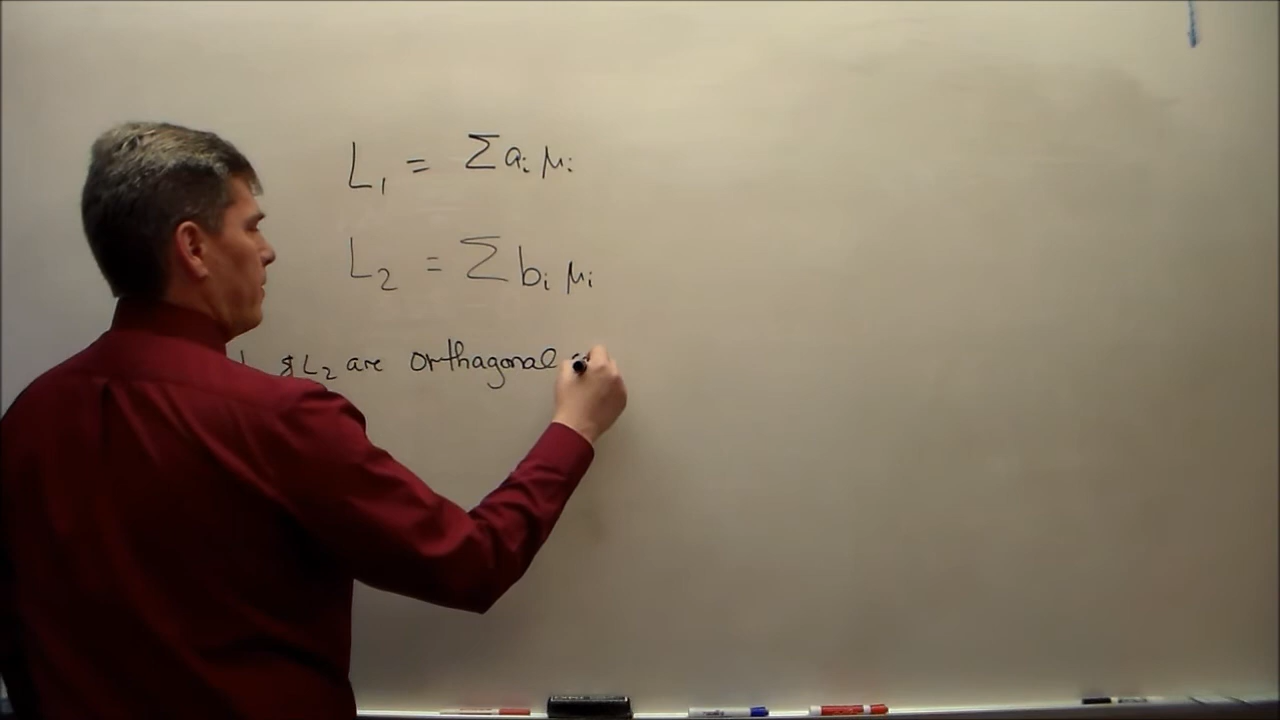 L₁ = Σ aᵢ μᵢ
L₂ = Σ bᵢ μᵢ
& L₂ are orthagonal